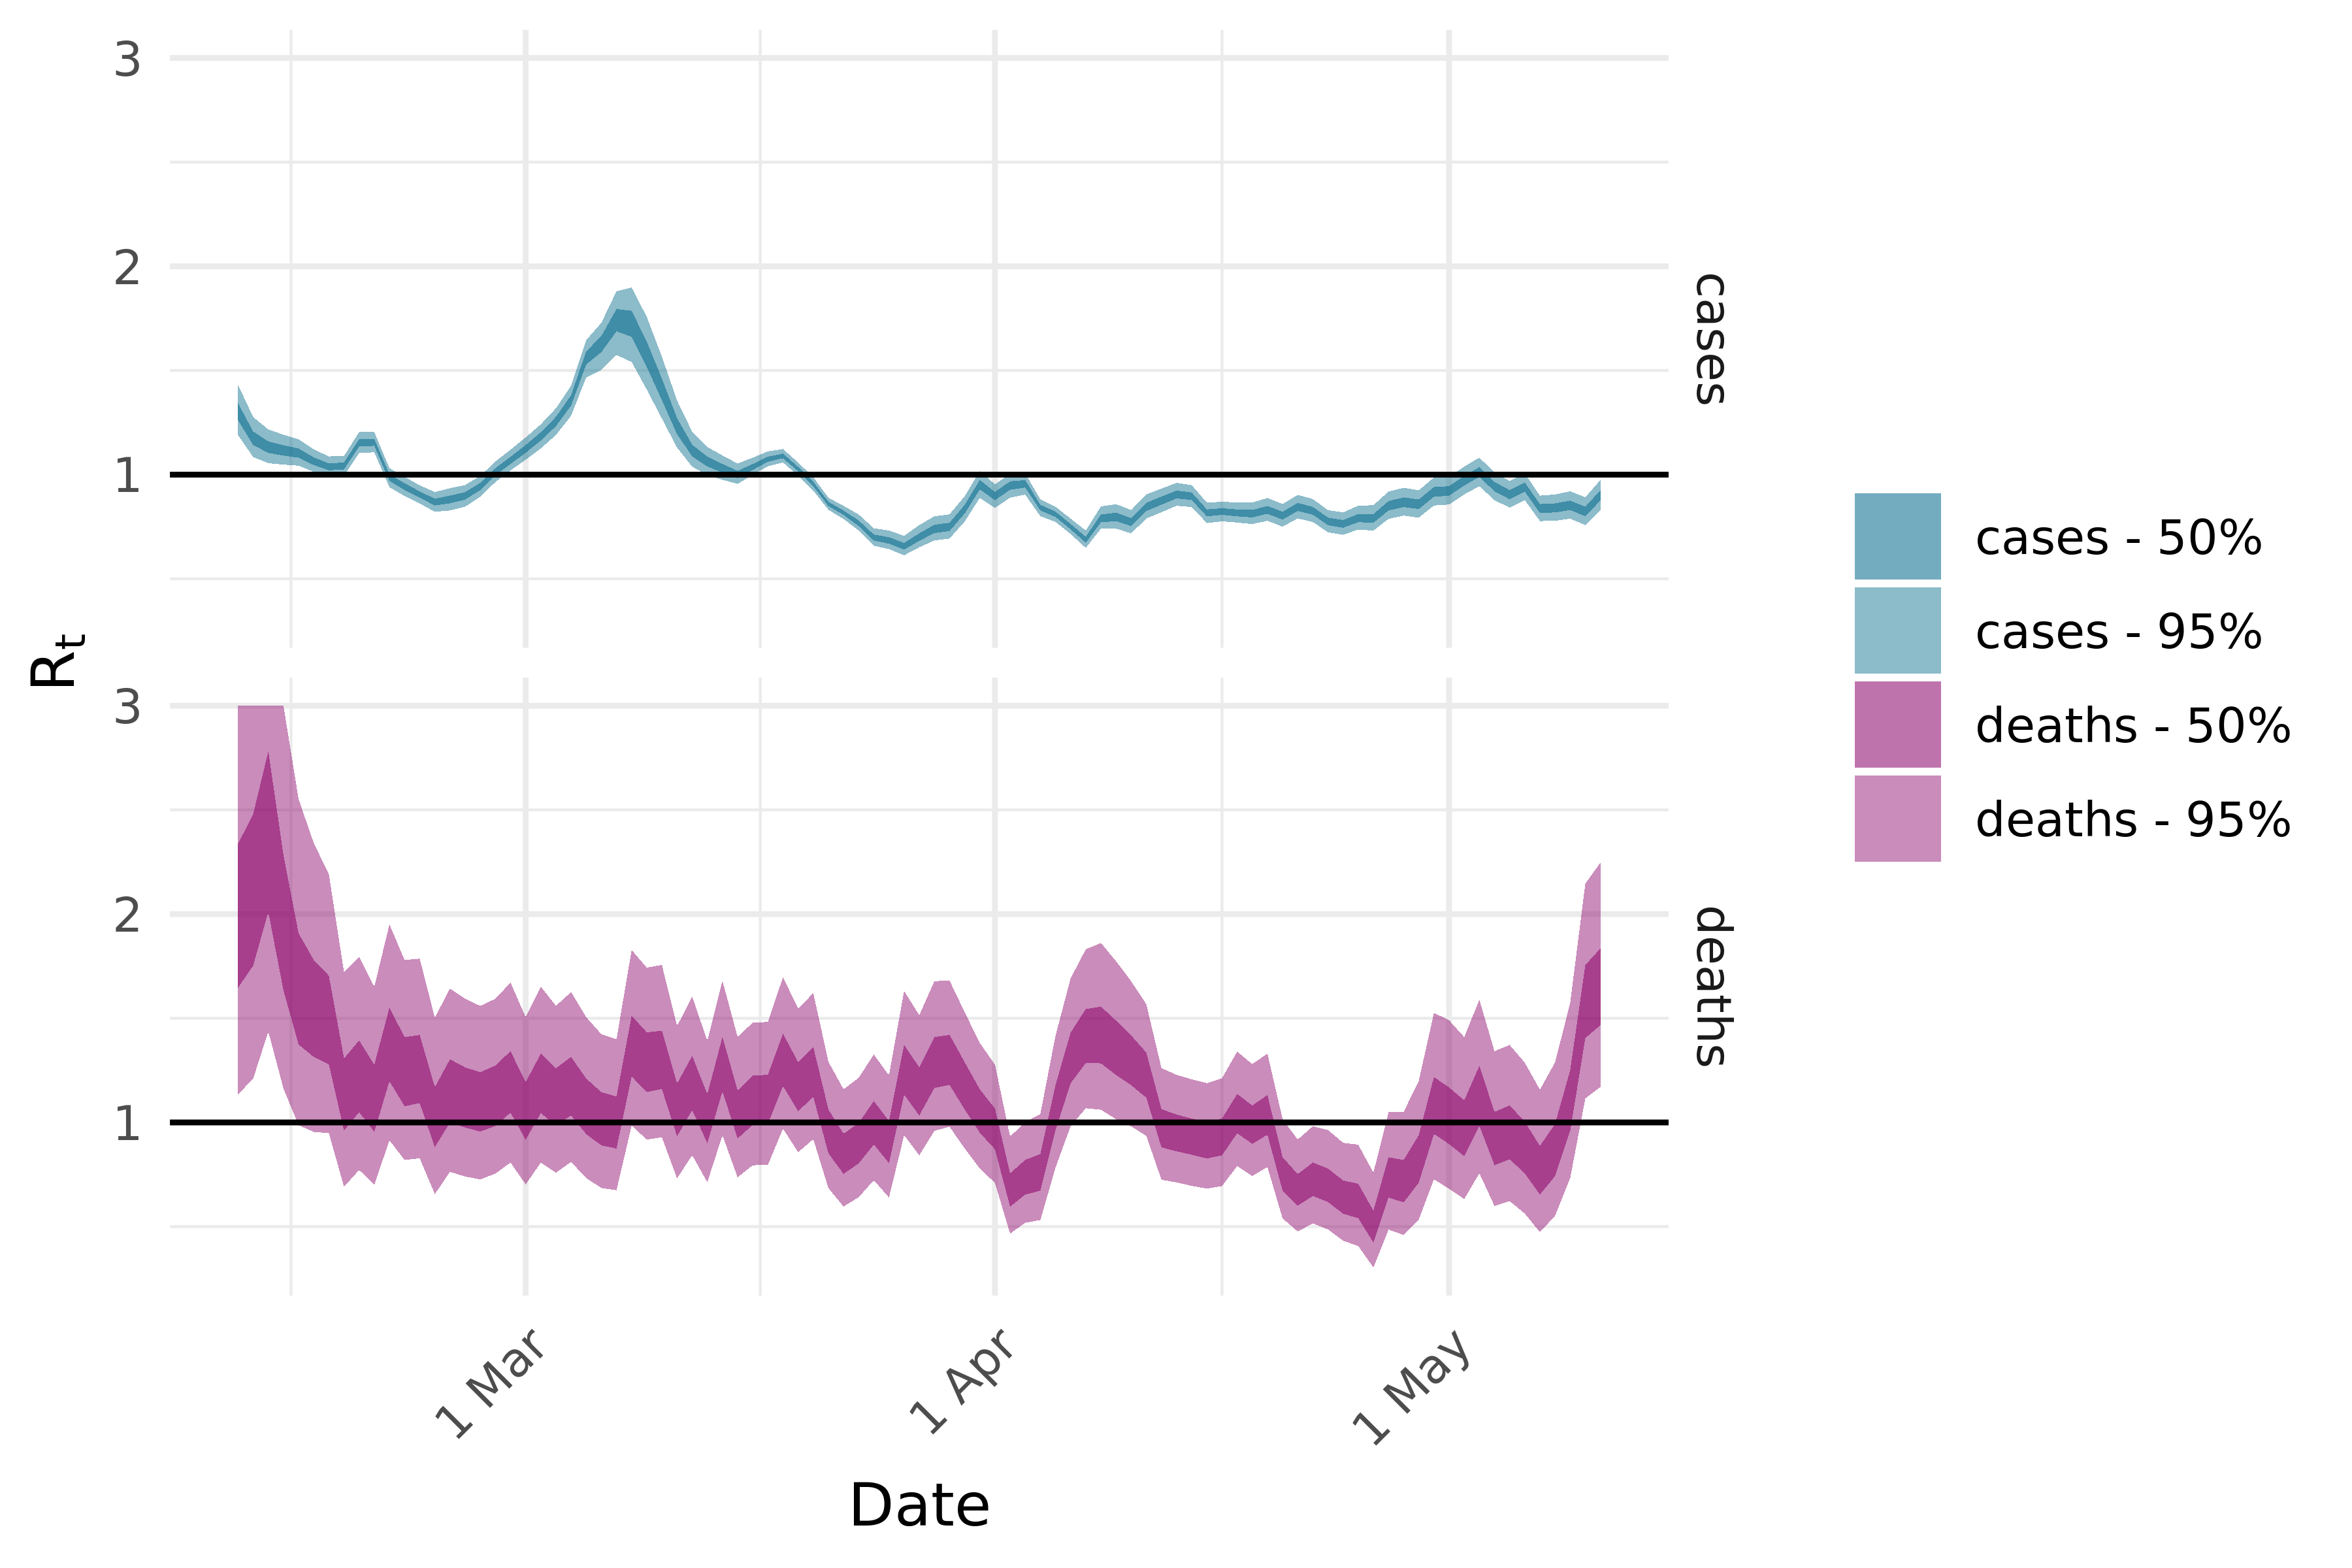 3
2
1
cases
R_t
3
2
1
deaths
1 Mar
1 Apr
1 May
Date
cases - 50%
cases - 95%
deaths - 50%
deaths - 95%